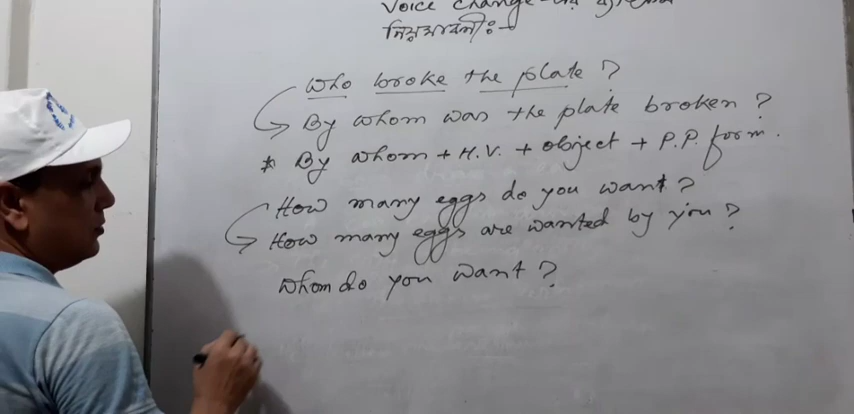 Voice Change
নিয়মাবলী :-
Who broke the plate ?
By whom was the plate broken ?
* By whom + H.V. + object + P.P. form.
How many eggs do you want ?
How many eggs are wanted by you ?
Whom do you want ?